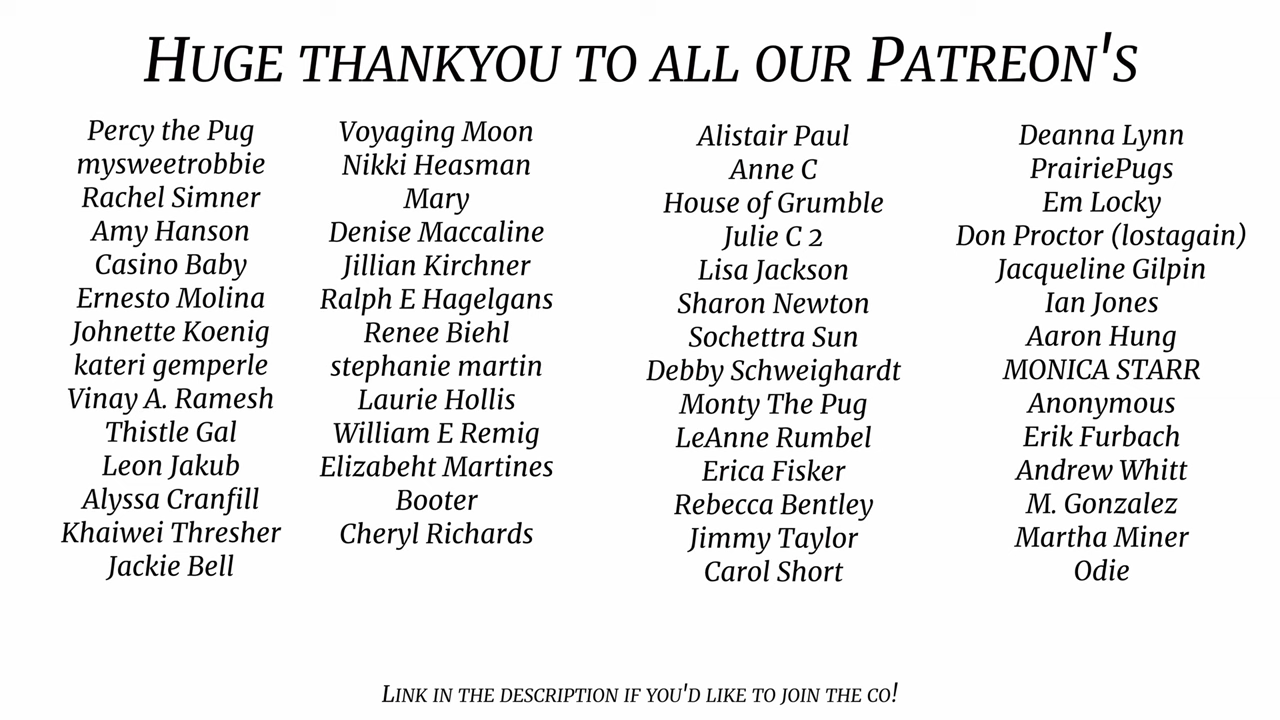 Huge thankyou to all our Patreon's
Percy the Pug
mysweetrobbie
Rachel Simner
Amy Hanson
Casino Baby
Ernesto Molina
Johnette Koenig
kateri gemperle
Vinay A. Ramesh
Thistle Gal
Leon Jakub
Alyssa Cranfill
Khaiwei Thresher
Jackie Bell
Voyaging Moon
Nikki Heasman
Mary
Denise Maccaline
Jillian Kirchner
Ralph E Hagelgans
Renee Biehl
stephanie martin
Laurie Hollis
William E Remig
Elizabeht Martines
Booter
Cheryl Richards
Alistair Paul
Anne C
House of Grumble
Julie C 2
Lisa Jackson
Sharon Newton
Sochettra Sun
Debby Schweighardt
Monty The Pug
LeAnne Rumbel
Erica Fisker
Rebecca Bentley
Jimmy Taylor
Carol Short
Deanna Lynn
PrairiePugs
Em Locky
Don Proctor (lostagain)
Jacqueline Gilpin
Ian Jones
Aaron Hung
MONICA STARR
Anonymous
Erik Furbach
Andrew Whitt
M. Gonzalez
Martha Miner
Odie
Link in the description if you'd like to join the co!